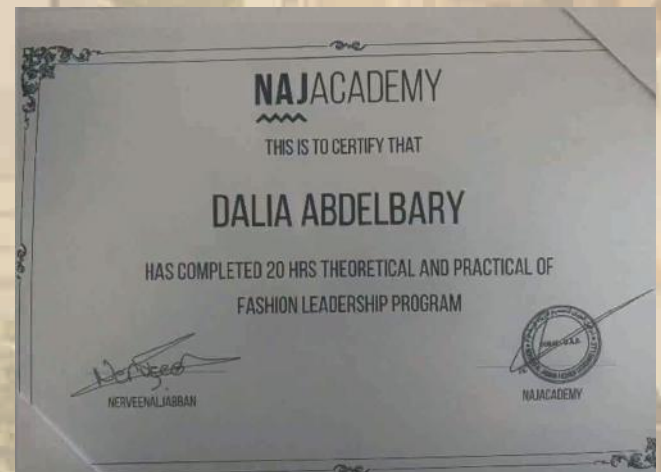 NAJACADEMY
THIS IS TO CERTIFY THAT
DALIA ABDELBARY
HAS COMPLETED 20 HRS THEORETICAL AND PRACTICAL OF
FASHION LEADERSHIP PROGRAM
NERVEENALJABBAN
NAJACADEMY